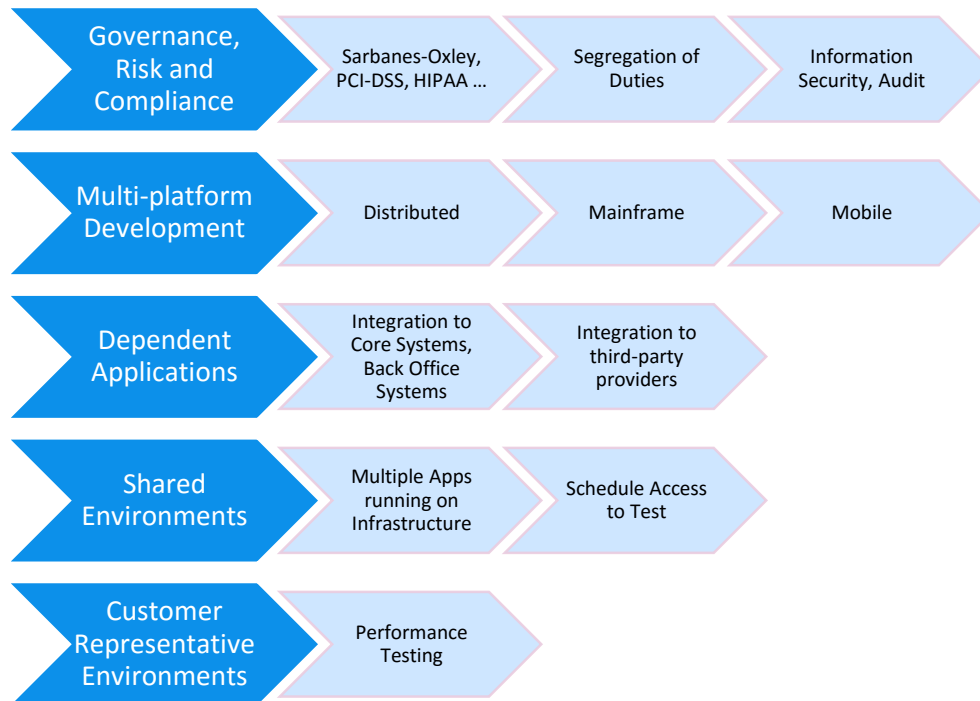 Governance,
Risk and
Compliance
Sarbanes-Oxley,
PCI-DSS, HIPAA ...
Segregation of
Duties
Information
Security, Audit
Multi-platform
Development
Distributed
Mainframe
Mobile
Dependent
Applications
Integration to
Core Systems,
Back Office
Systems
Integration to
third-party
providers
Shared
Environments
Multiple Apps
running on
Infrastructure
Schedule Access
to Test
Customer
Representative
Environments
Performance
Testing